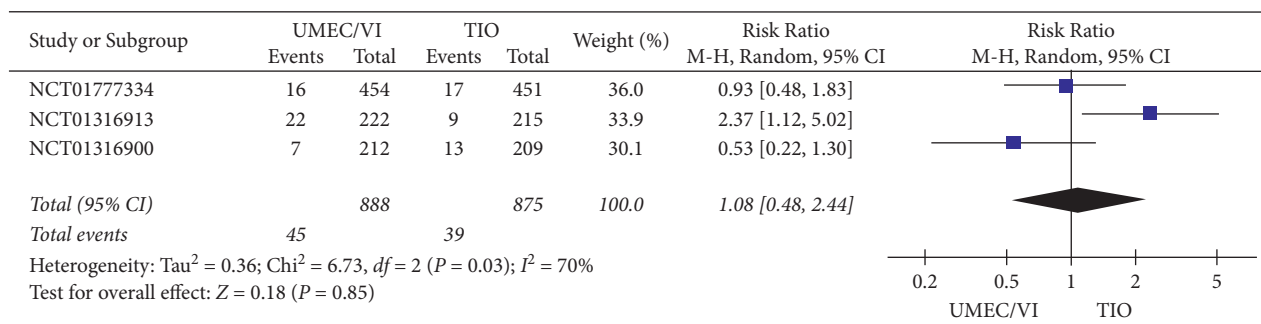 Study or Subgroup UMEC/VI TIO Weight (%) Risk Ratio Risk Ratio
Events Total Events Total M-H, Random, 95% CI M-H, Random, 95% CI
NCT01777334 16 454 17 451 36.0 0.93 [0.48, 1.83]
NCT01316913 22 222 9 215 33.9 2.37 [1.12, 5.02]
NCT01316900 7 212 13 209 30.1 0.53 [0.22, 1.30]
Total (95% CI) 888 875 100.0 1.08 [0.48, 2.44]
Total events 45 39
Heterogeneity: Tau² = 0.36; Chi² = 6.73, df = 2 (P = 0.03); I² = 70%
Test for overall effect: Z = 0.18 (P = 0.85)
0.2 0.5 1 2 5
UMEC/VI TIO